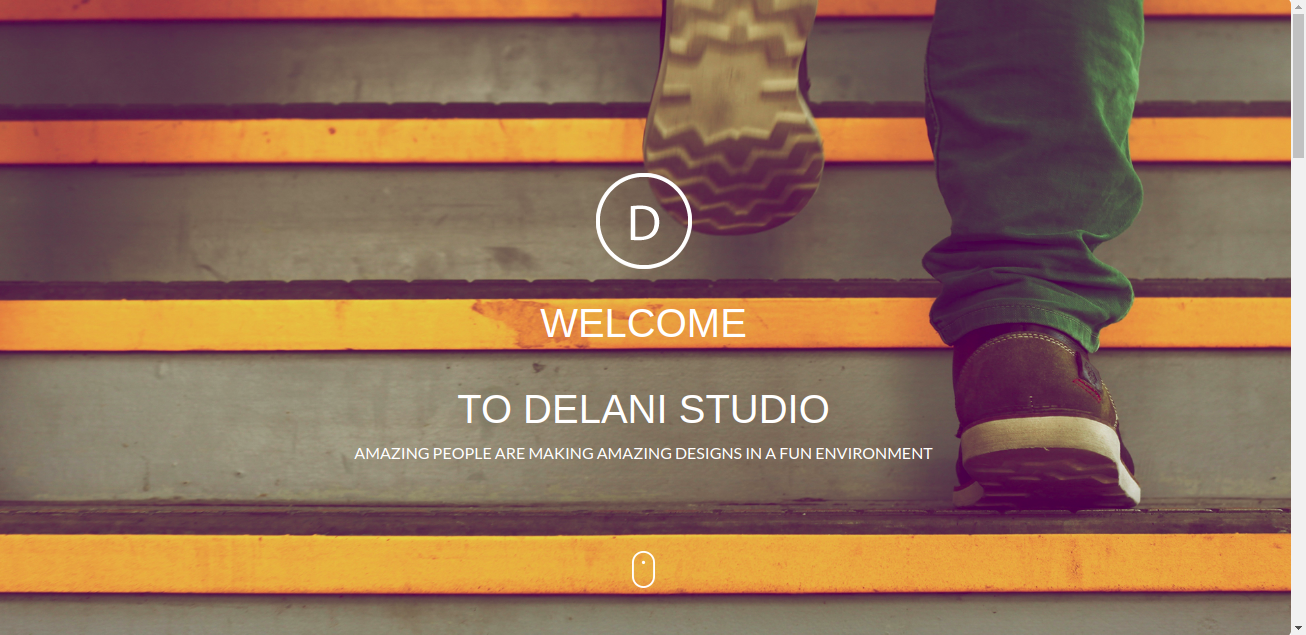 D
WELCOME
TO DELANI STUDIO
AMAZING PEOPLE ARE MAKING AMAZING DESIGNS IN A FUN ENVIRONMENT